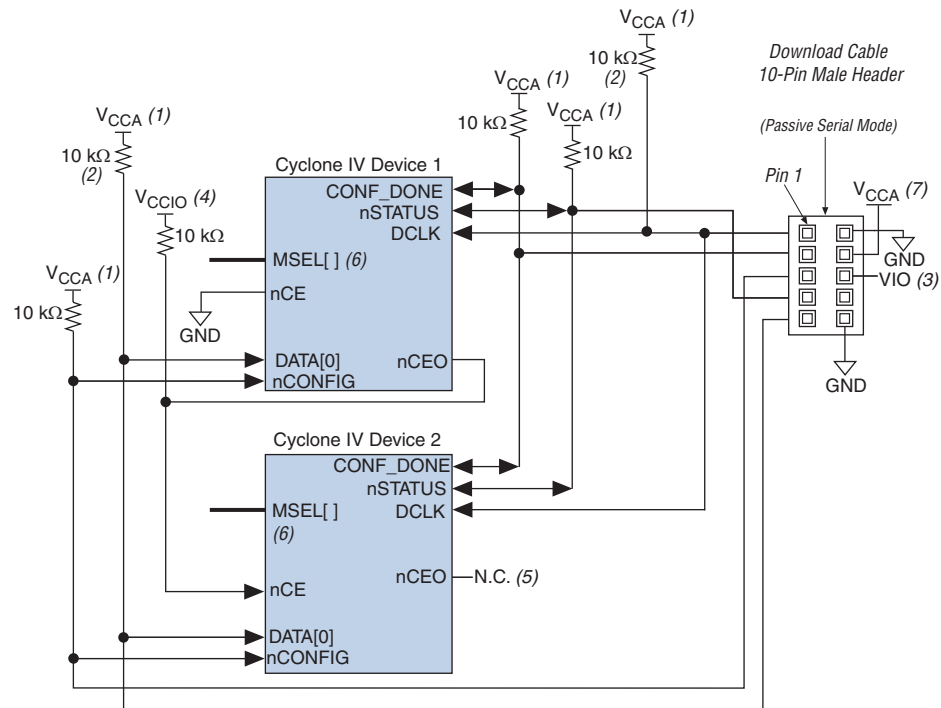 V_CCA (1)
10 kΩ
(2)
Download Cable
10-Pin Male Header
(Passive Serial Mode)
Pin 1
V_CCA (7)
GND
VIO (3)
GND
V_CCA (1)
10 kΩ
V_CCA (1)
10 kΩ
V_CCA (1)
10 kΩ
(2)
V_CCIO (4)
10 kΩ
V_CCA (1)
10 kΩ
Cyclone IV Device 1
CONF_DONE
nSTATUS
DCLK
MSEL[ ] (6)
nCE
GND
DATA[0]
nCEO
nCONFIG
Cyclone IV Device 2
CONF_DONE
nSTATUS
MSEL[ ]
DCLK
(6)
nCEO
N.C. (5)
nCE
DATA[0]
nCONFIG